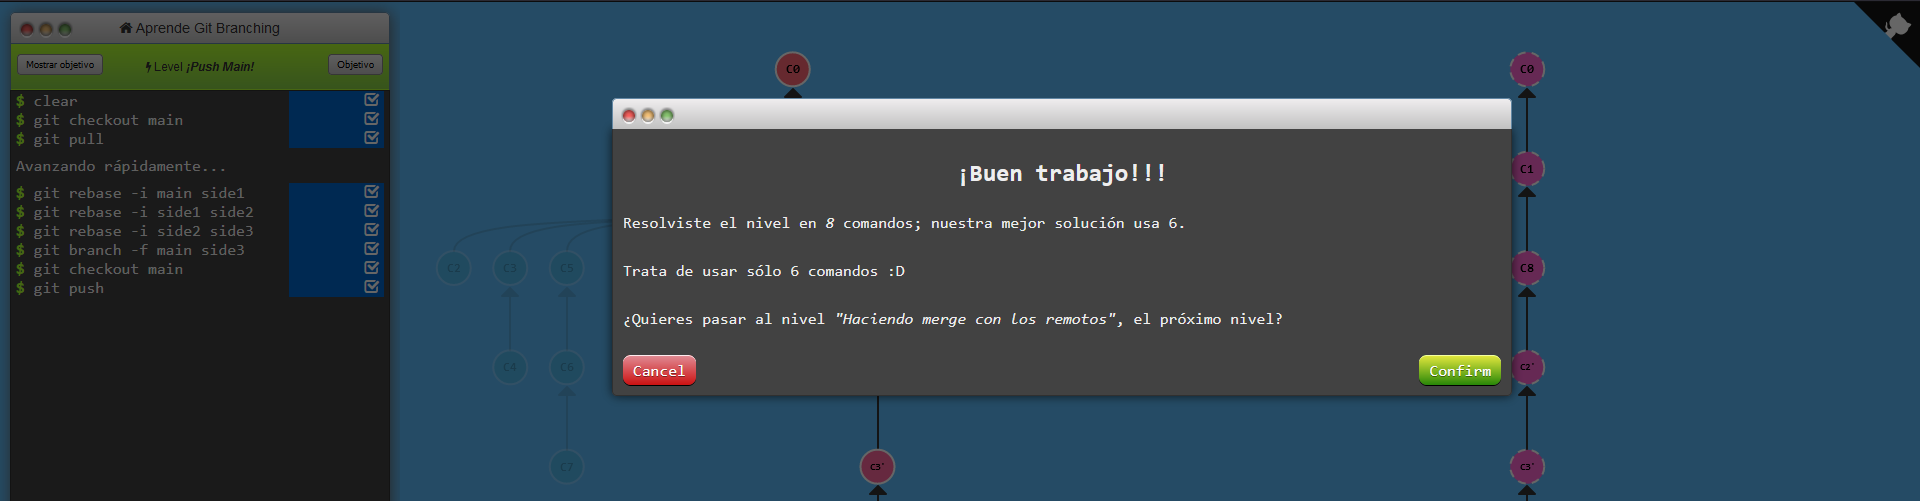 Aprende Git Branching
Mostrar objetivo
Level ¡Push Main!
Objetivo
$ clear
$ git checkout main
$ git pull
Avanzando rápidamente...
$ git rebase -i main side1
$ git rebase -i side1 side2
$ git rebase -i side2 side3
$ git branch -f main side3
$ git checkout main
$ git push
C0
C2
C3
C5
C4
C6
C7
C3'
¡Buen trabajo!!!
Resolviste el nivel en 8 comandos; nuestra mejor solución usa 6.
Trata de usar sólo 6 comandos :D
¿Quieres pasar al nivel "Haciendo merge con los remotos", el próximo nivel?
Cancel
Confirm
C0
C1
C8
C2'
C3'